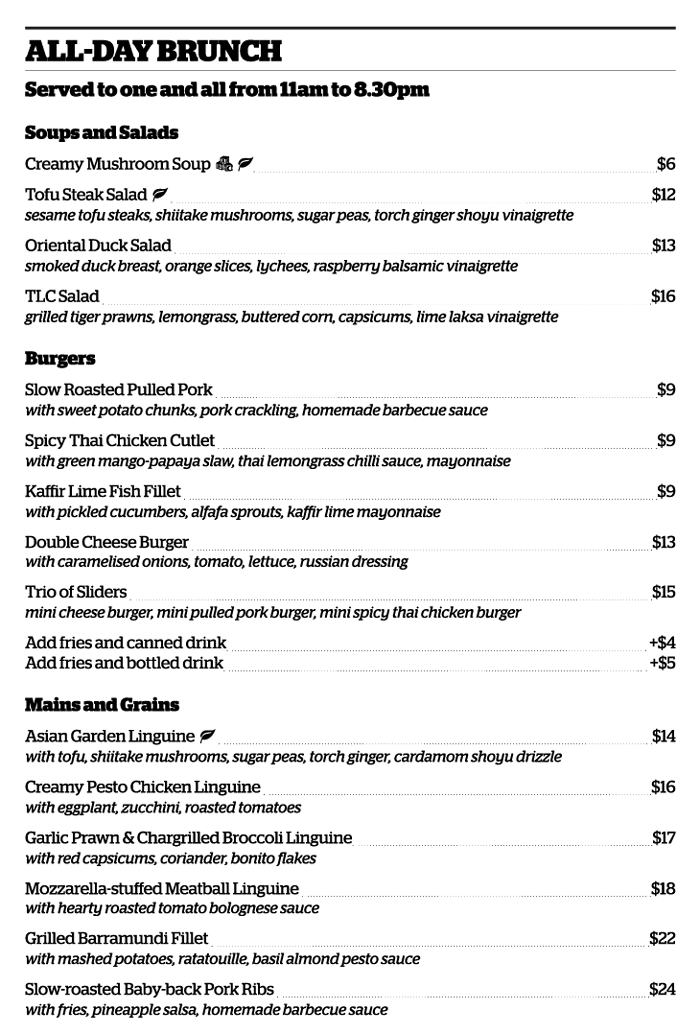 ALL-DAY BRUNCH
Served to one and all from 11am to 8.30pm
Soups and Salads
Creamy Mushroom Soup $6
Tofu Steak Salad $12
sesame tofu steaks, shiitake mushrooms, sugar peas, torch ginger shoyu vinaigrette
Oriental Duck Salad $13
smoked duck breast, orange slices, lychees, raspberry balsamic vinaigrette
TLC Salad $16
grilled tiger prawns, lemongrass, buttered corn, capsicums, lime laksa vinaigrette
Burgers
Slow Roasted Pulled Pork $9
with sweet potato chunks, pork crackling, homemade barbecue sauce
Spicy Thai Chicken Cutlet $9
with green mango-papaya slaw, thai lemongrass chilli sauce, mayonnaise
Kaffir Lime Fish Fillet $9
with pickled cucumbers, alfafa sprouts, kaffir lime mayonnaise
Double Cheese Burger $13
with caramelised onions, tomato, lettuce, russian dressing
Trio of Sliders $15
mini cheese burger, mini pulled pork burger, mini spicy thai chicken burger
Add fries and canned drink +$4
Add fries and bottled drink +$5
Mains and Grains
Asian Garden Linguine $14
with tofu, shiitake mushrooms, sugar peas, torch ginger, cardamom shoyu drizzle
Creamy Pesto Chicken Linguine $16
with eggplant, zucchini, roasted tomatoes
Garlic Prawn & Chargrilled Broccoli Linguine $17
with red capsicums, coriander, bonito flakes
Mozzarella-stuffed Meatball Linguine $18
with hearty roasted tomato bolognese sauce
Grilled Barramundi Fillet $22
with mashed potatoes, ratatouille, basil almond pesto sauce
Slow-roasted Baby-back Pork Ribs $24
with fries, pineapple salsa, homemade barbecue sauce